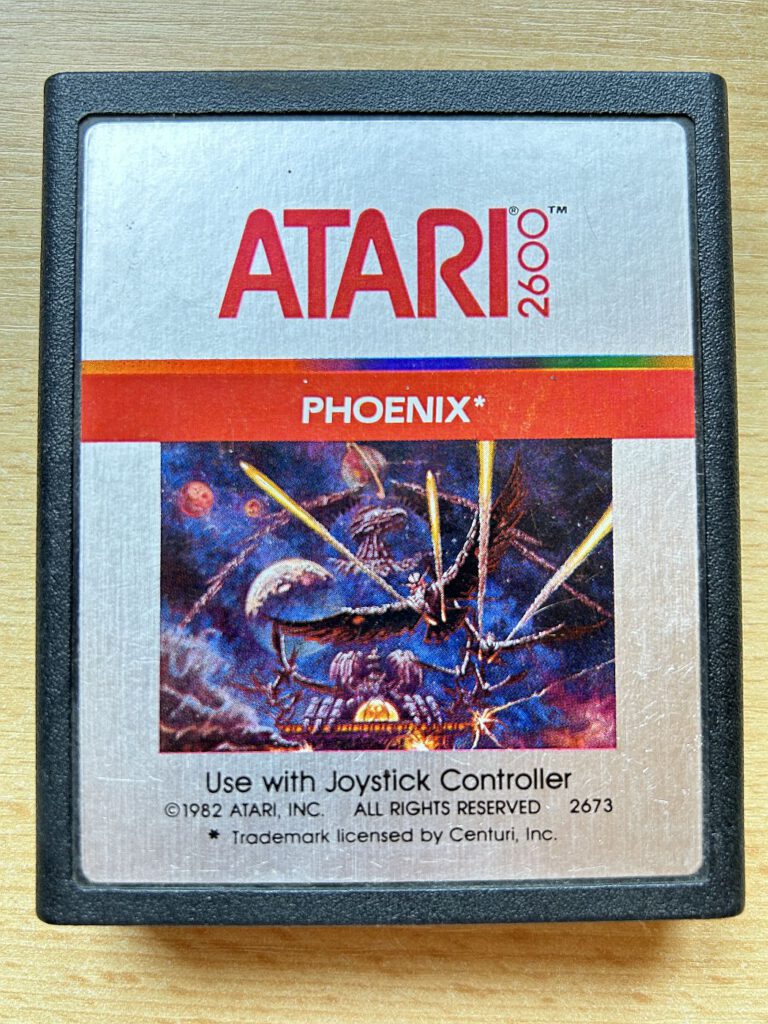 ATARI® 2600™
PHOENIX*
Use with Joystick Controller
©1982 ATARI, INC. ALL RIGHTS RESERVED 2673
* Trademark licensed by Centuri, Inc.